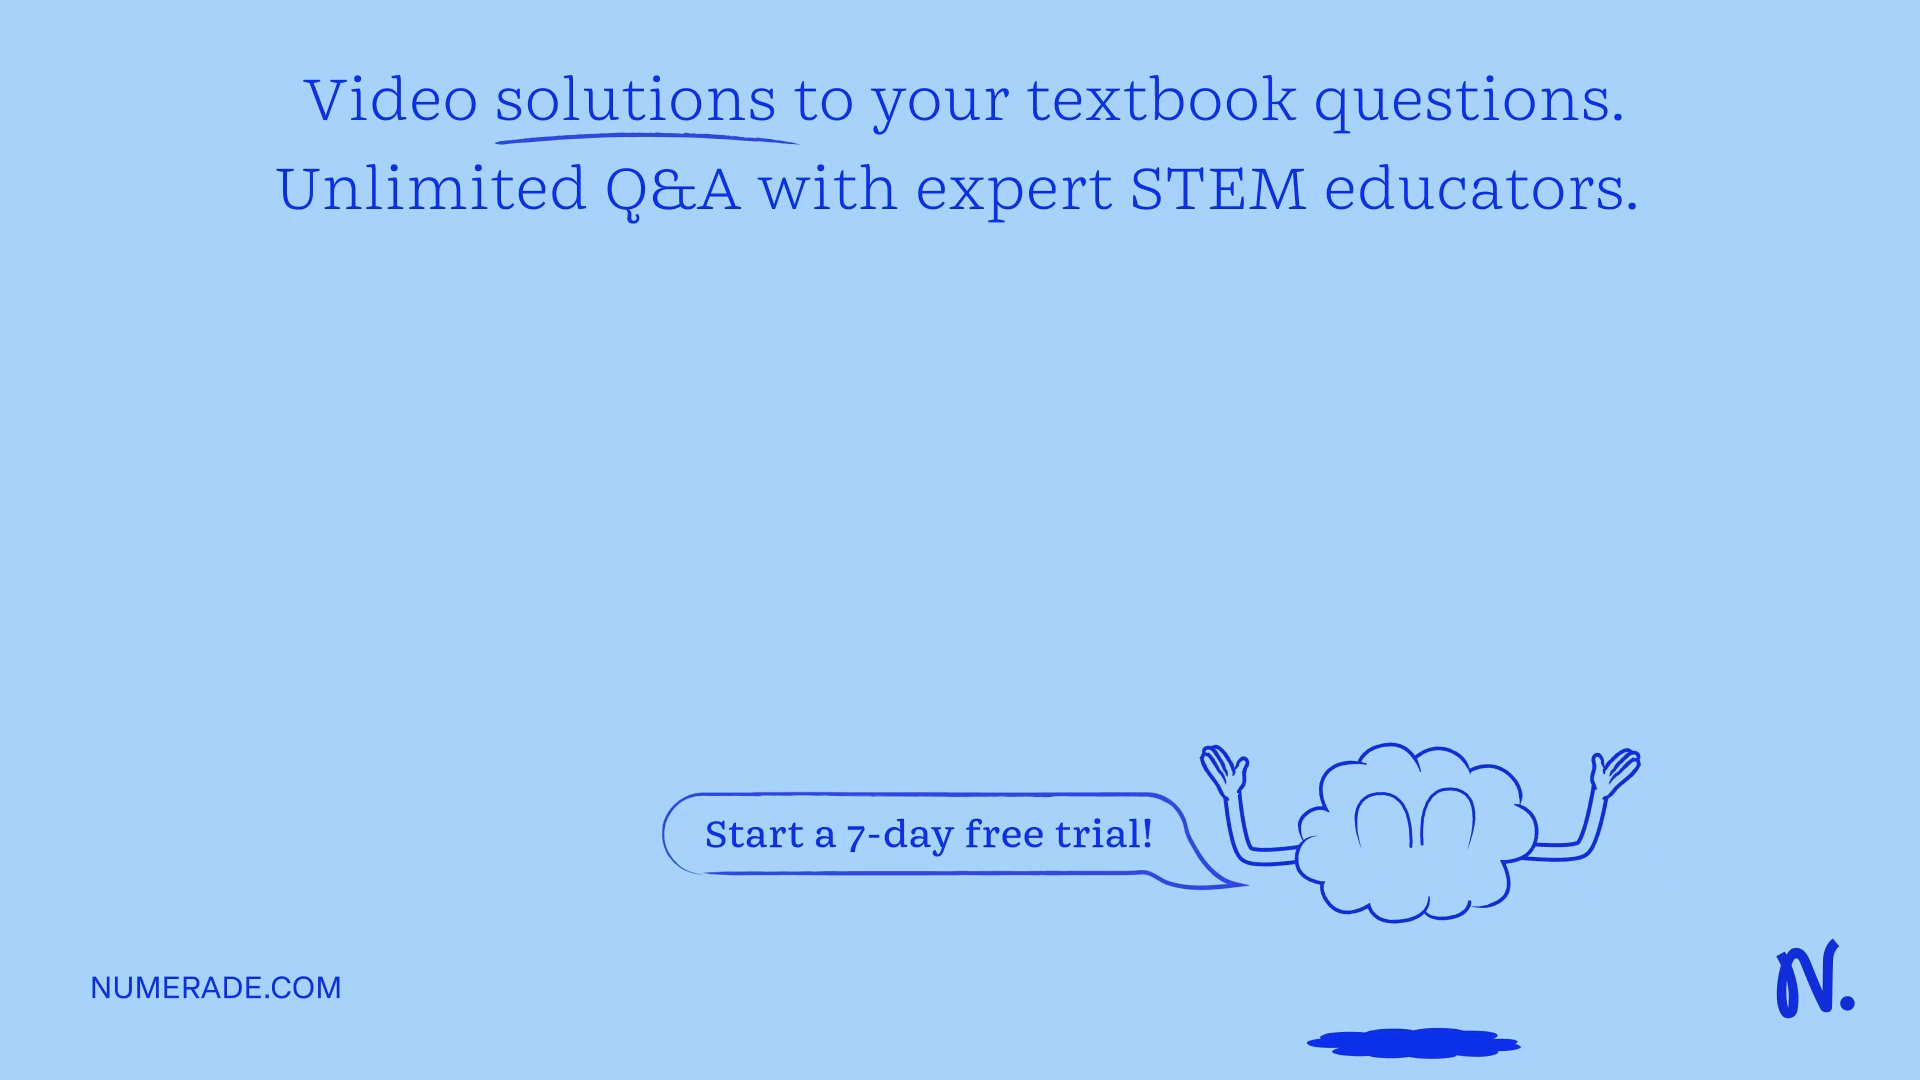 Video solutions to your textbook questions.
Unlimited Q&A with expert STEM educators.
Start a 7-day free trial!
NUMERADE.COM
N.